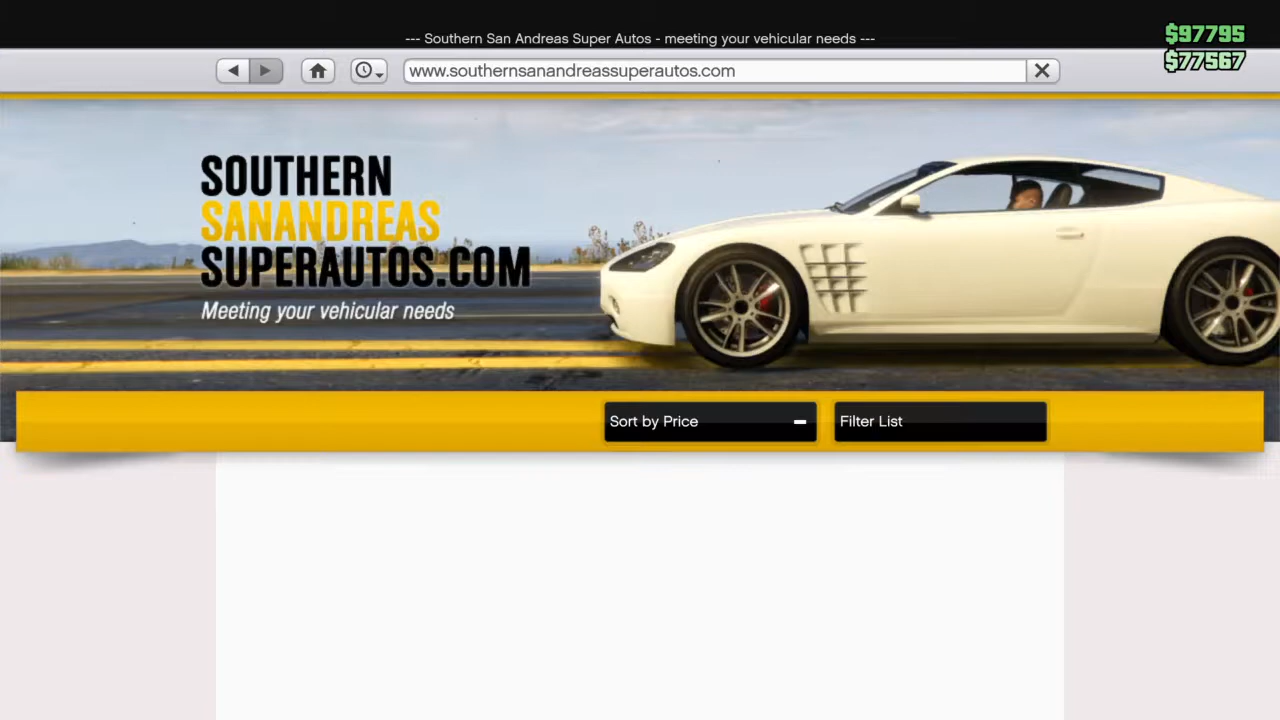 --- Southern San Andreas Super Autos - meeting your vehicular needs ---
$97795
$77567
www.southernsanandreassuperautos.com
SOUTHERN
SANANDREAS
SUPERAUTOS.COM
Meeting your vehicular needs
Sort by Price
Filter List